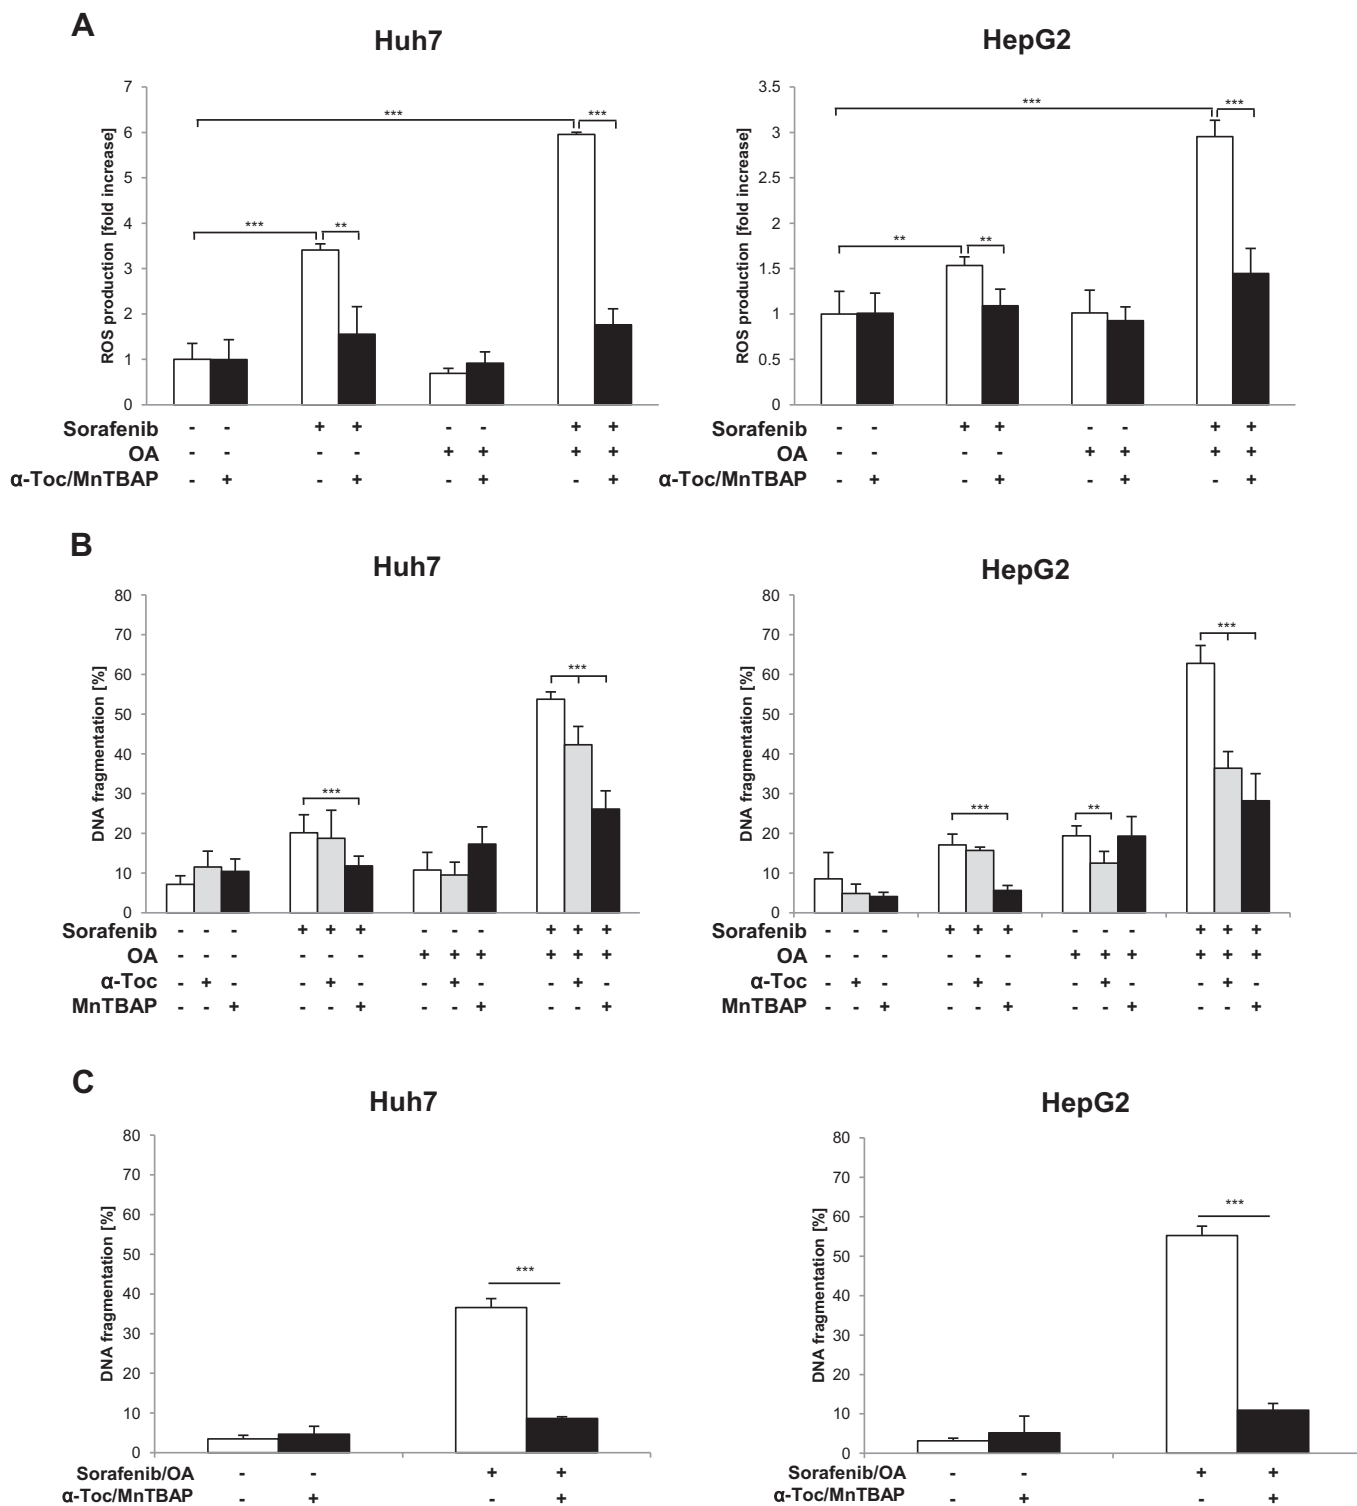 A
Huh7
HepG2
ROS production [fold increase]
7
6
5
4
3
2
1
0
***
***
***
**
Sorafenib - - + + - - + +
OA - - - - + + + +
α-Toc/MnTBAP - + - + - + - +
ROS production [fold increase]
3.5
3
2.5
2
1.5
1
0.5
0
***
***
**
**
Sorafenib - - + + - - + +
OA - - - - + + + +
α-Toc/MnTBAP - + - + - + - +
B
Huh7
HepG2
DNA fragmentation [%]
80
70
60
50
40
30
20
10
0
***
***
Sorafenib - - - + + + - - - + + +
OA - - - - - - + + + + + +
α-Toc - + - - + - - + - - + -
MnTBAP - - + - - + - - + - - +
DNA fragmentation [%]
80
70
60
50
40
30
20
10
0
***
**
***
Sorafenib - - - + + + - - - + + +
OA - - - - - - + + + + + +
α-Toc - + - - + - - + - - + -
MnTBAP - - + - - + - - + - - +
C
Huh7
HepG2
DNA fragmentation [%]
80
70
60
50
40
30
20
10
0
***
Sorafenib/OA - - + +
α-Toc/MnTBAP - + - +
DNA fragmentation [%]
80
70
60
50
40
30
20
10
0
***
Sorafenib/OA - - + +
α-Toc/MnTBAP - + - +